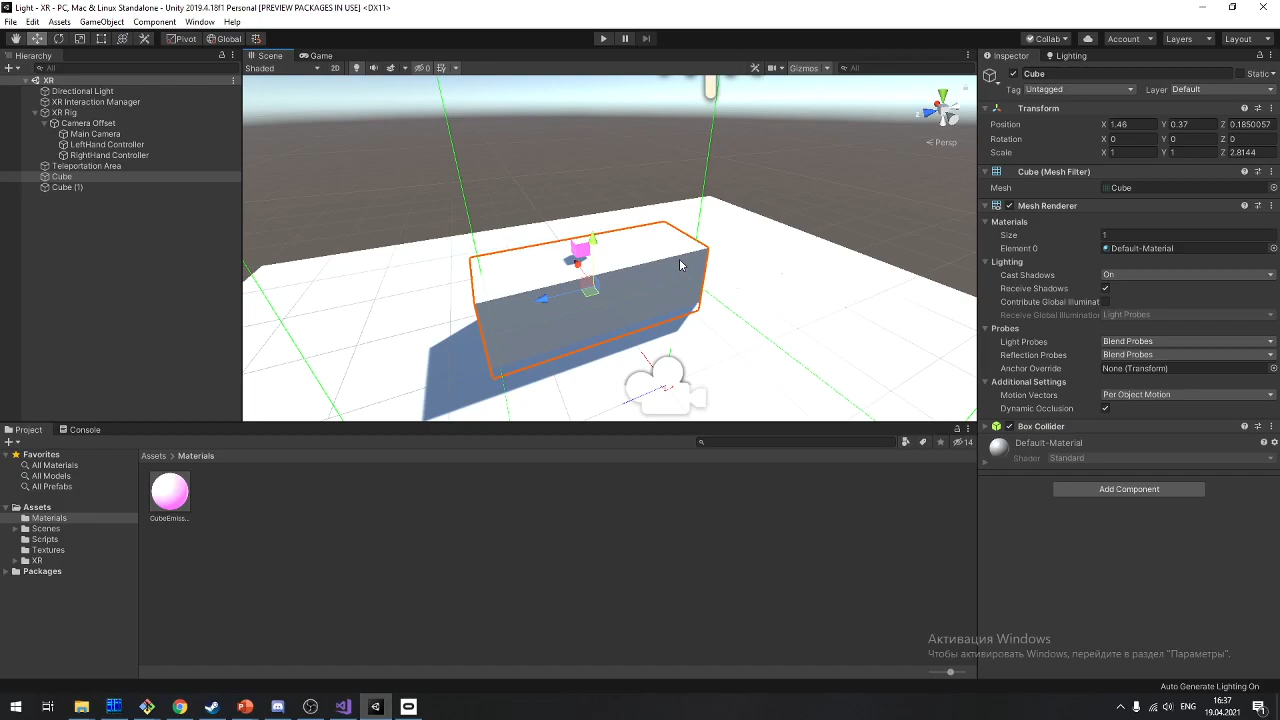 Light - XR - PC, Mac & Linux Standalone - Unity 2019.4.18f1 Personal [PREVIEW PACKAGES IN USE] <DX11>
File Edit Assets GameObject Component Window Help
Pivot Global Collab Account Layers Layout
Hierarchy Scene Game Inspector Lighting
All Shaded 2D 0 Gizmos All Cube Static
XR Tag Untagged Layer Default
Directional Light
XR Interaction Manager
XR Rig
Camera Offset
Main Camera
LeftHand Controller
RightHand Controller
Teleportation Area
Cube
Cube (1)
z
Persp
Transform
Position X 1.46 Y 0.37 Z 0.1850057
Rotation X 0 Y 0 Z 0
Scale X 1 Y 1 Z 2.8144
Cube (Mesh Filter)
Mesh Cube
Mesh Renderer
Materials
Size 1
Element 0 Default-Material
Lighting
Cast Shadows On
Receive Shadows
Contribute Global Illuminat
Receive Global Illumination Light Probes
Probes
Light Probes Blend Probes
Reflection Probes Blend Probes
Anchor Override None (Transform)
Additional Settings
Motion Vectors Per Object Motion
Dynamic Occlusion
Box Collider
Default-Material
Shader Standard
Add Component
Project Console
14
Favorites
All Materials
All Models
All Prefabs
Assets
Materials
Scenes
Scripts
Textures
XR
Packages
Assets > Materials
CubeEmiss...
Активация Windows
Чтобы активировать Windows, перейдите в раздел "Параметры".
Auto Generate Lighting On
ENG
16:37
19.04.2021
1